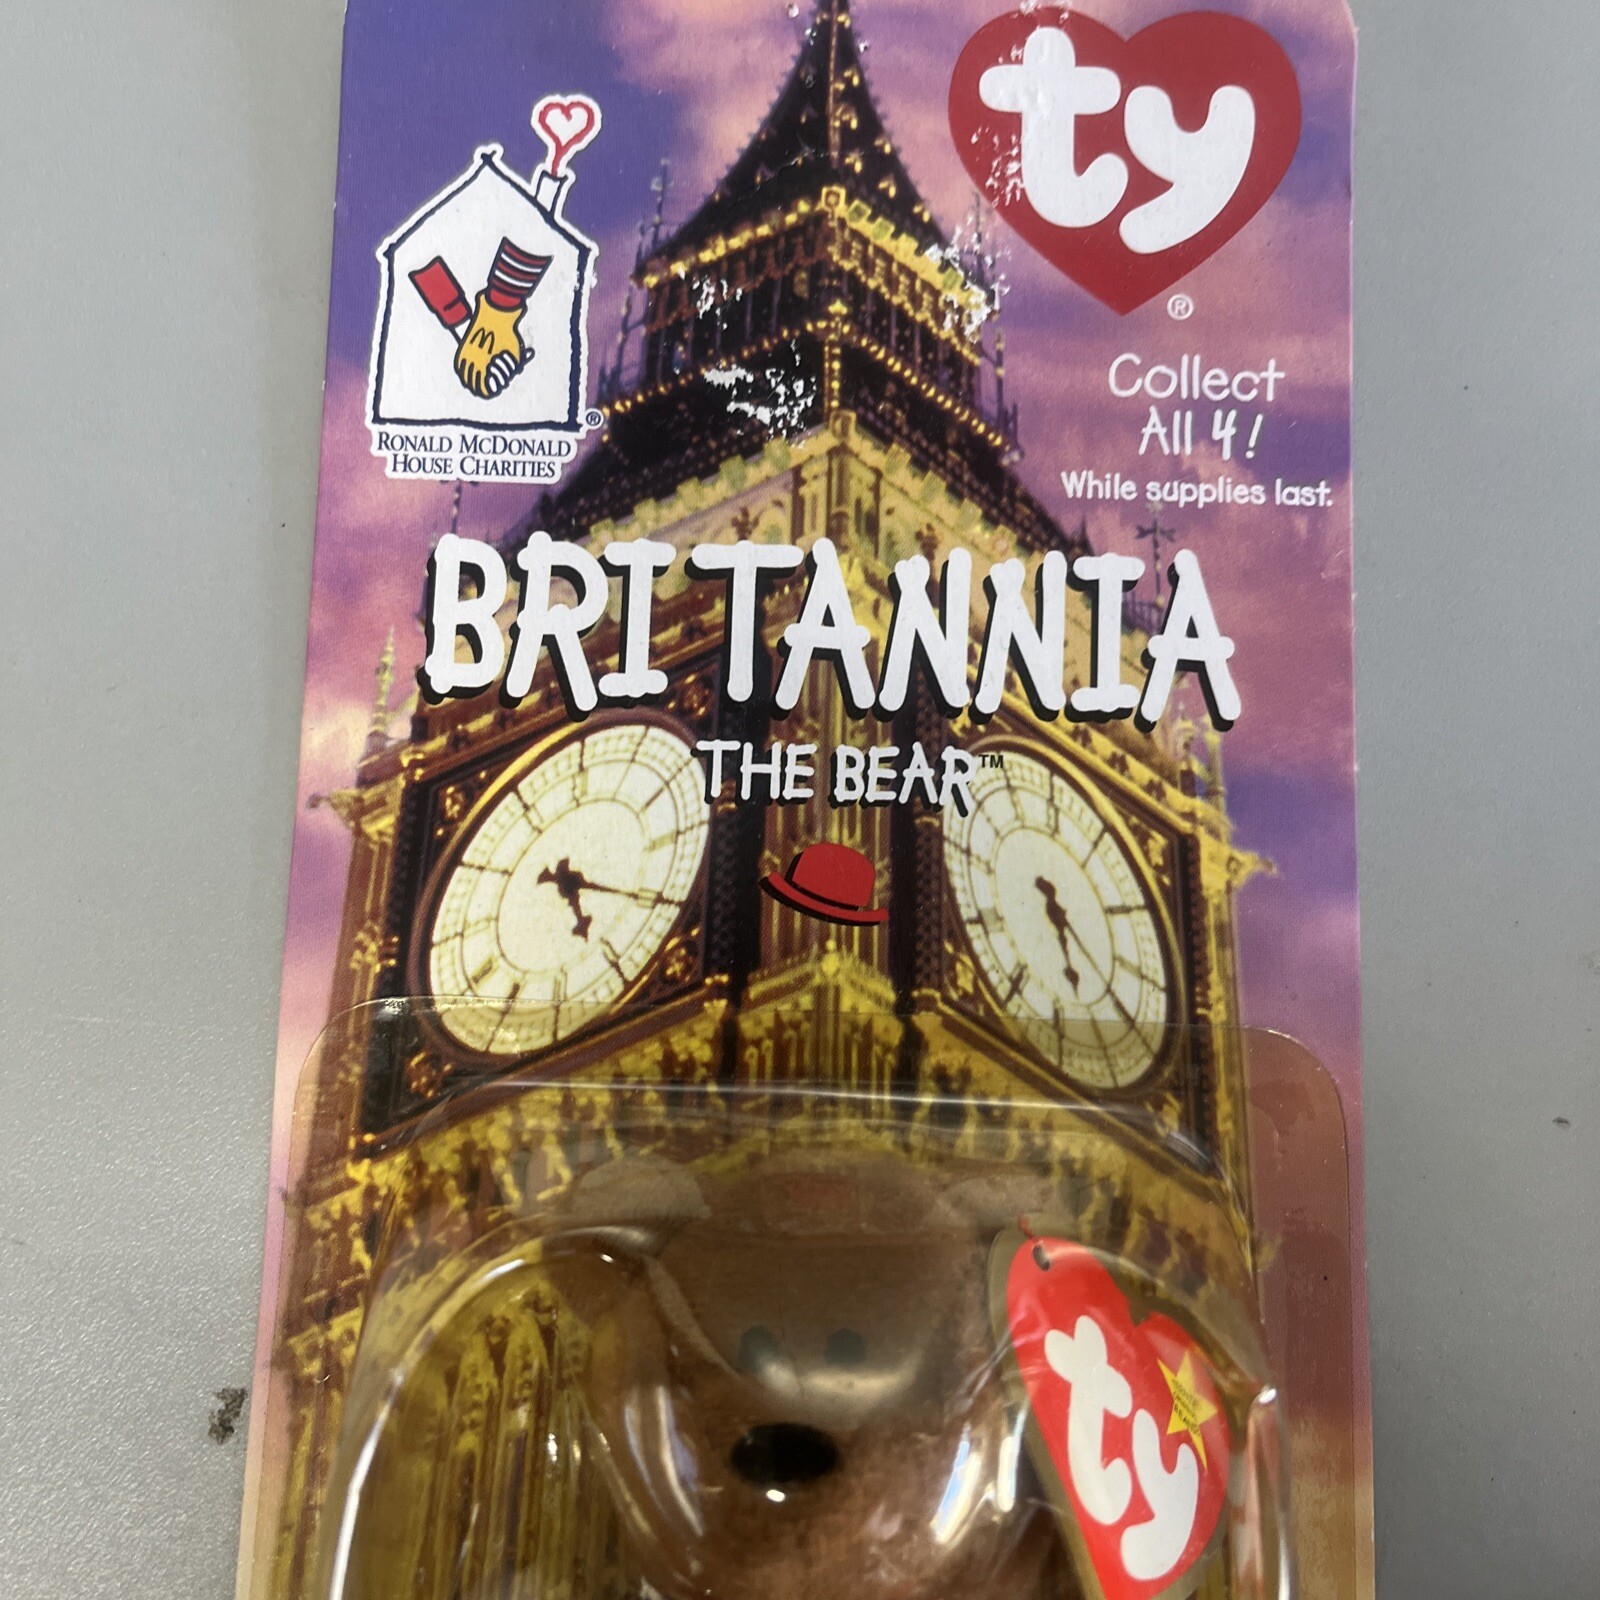 ty
®
Collect
All 4!
While supplies last.
®
RONALD MCDONALD
HOUSE CHARITIES
BRITANNIA
THE BEAR™
ty